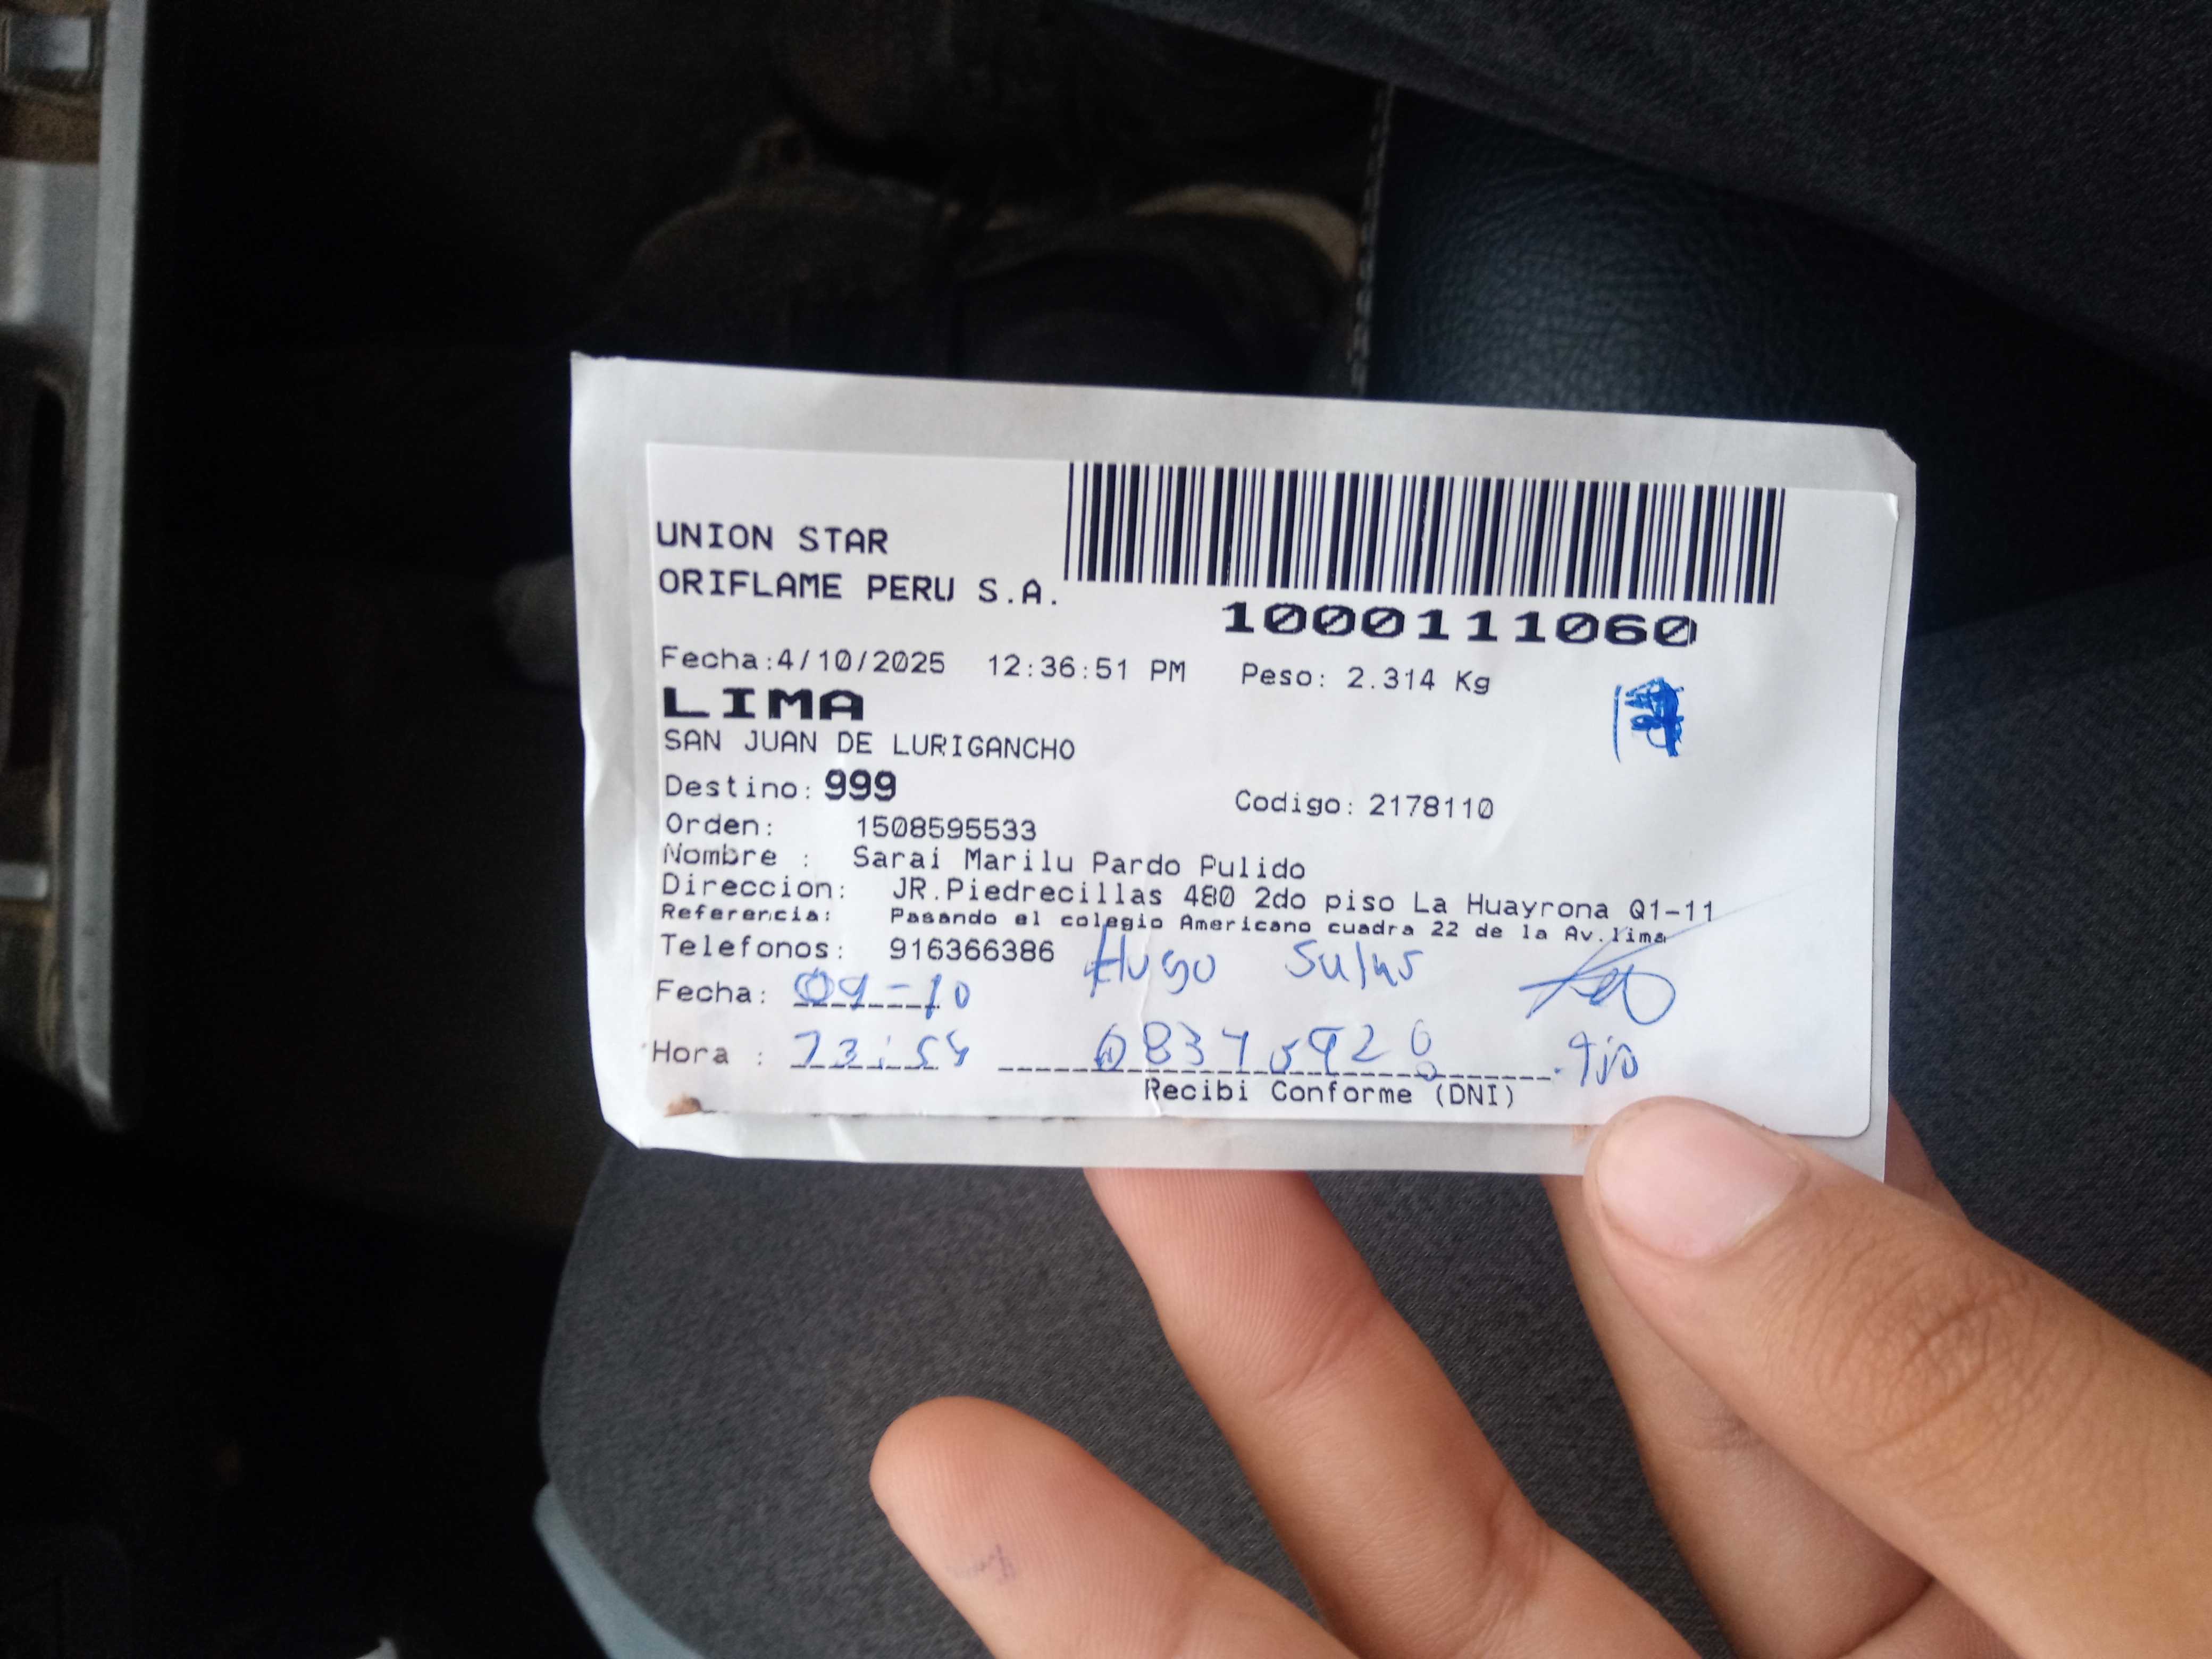 UNION STAR
ORIFLAME PERU S.A.
1000111060
Fecha:4/10/2025 12:36:51 PM Peso: 2.314 Kg
LIMA
SAN JUAN DE LURIGANCHO
Destino: 999 Codigo: 2178110
Orden: 1508595533
Nombre : Sarai Marilu Pardo Pulido
Direccion: JR.Piedrecillas 480 2do piso La Huayrona Q1-11
Referencia: Pasando el colegio Americano cuadra 22 de la Av.lima
Telefonos: 916366386 Hugo
Fecha: 09-10
Hora :
Recibi Conforme (DNI)